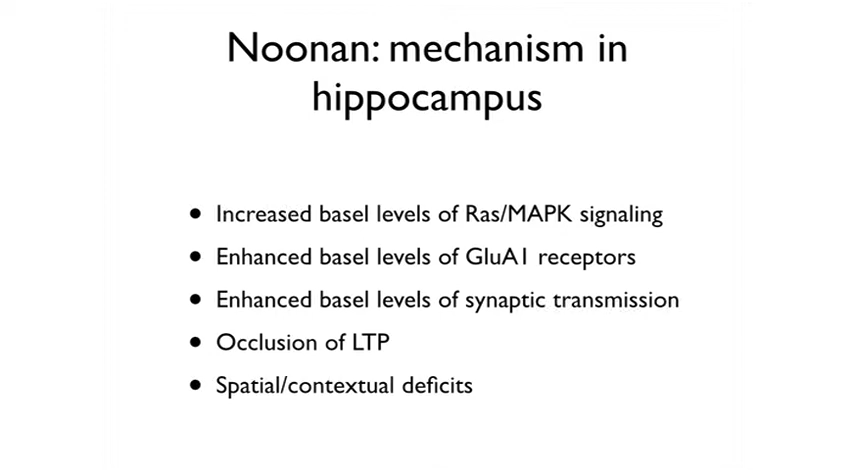 Noonan: mechanism in
hippocampus
• Increased basel levels of Ras/MAPK signaling
• Enhanced basel levels of GluA1 receptors
• Enhanced basel levels of synaptic transmission
• Occlusion of LTP
• Spatial/contextual deficits